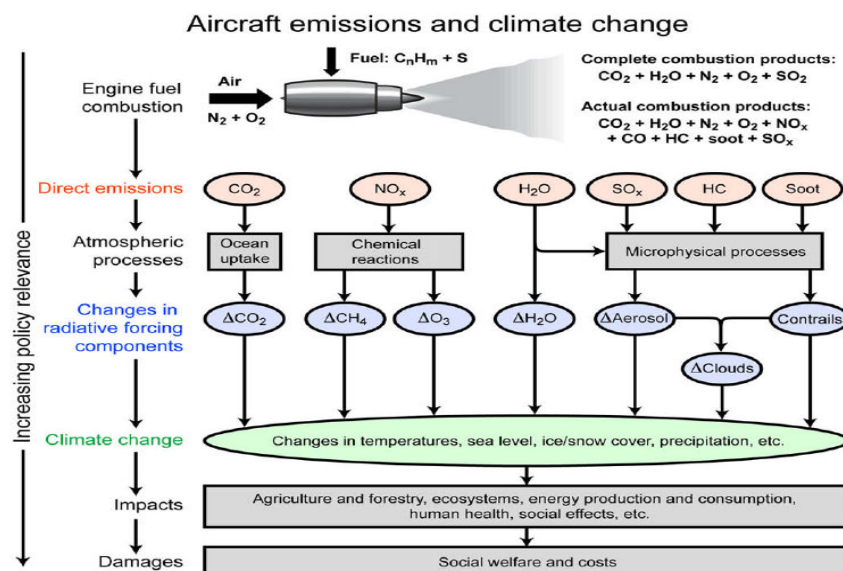 Aircraft emissions and climate change
Fuel: CₙHₘ + S
Complete combustion products:
CO₂ + H₂O + N₂ + O₂ + SO₂
Engine fuel
combustion
Air
N₂ + O₂
Actual combustion products:
CO₂ + H₂O + N₂ + O₂ + NOₓ
+ CO + HC + soot + SOₓ
Increasing policy relevance
Direct emissions
CO₂
NOₓ
H₂O
SOₓ
HC
Soot
Atmospheric
processes
Ocean
uptake
Chemical
reactions
Microphysical processes
Changes in
radiative forcing
components
ΔCO₂
ΔCH₄
ΔO₃
ΔH₂O
ΔAerosol
Contrails
ΔClouds
Climate change
Changes in temperatures, sea level, ice/snow cover, precipitation, etc.
Impacts
Agriculture and forestry, ecosystems, energy production and consumption,
human health, social effects, etc.
Damages
Social welfare and costs